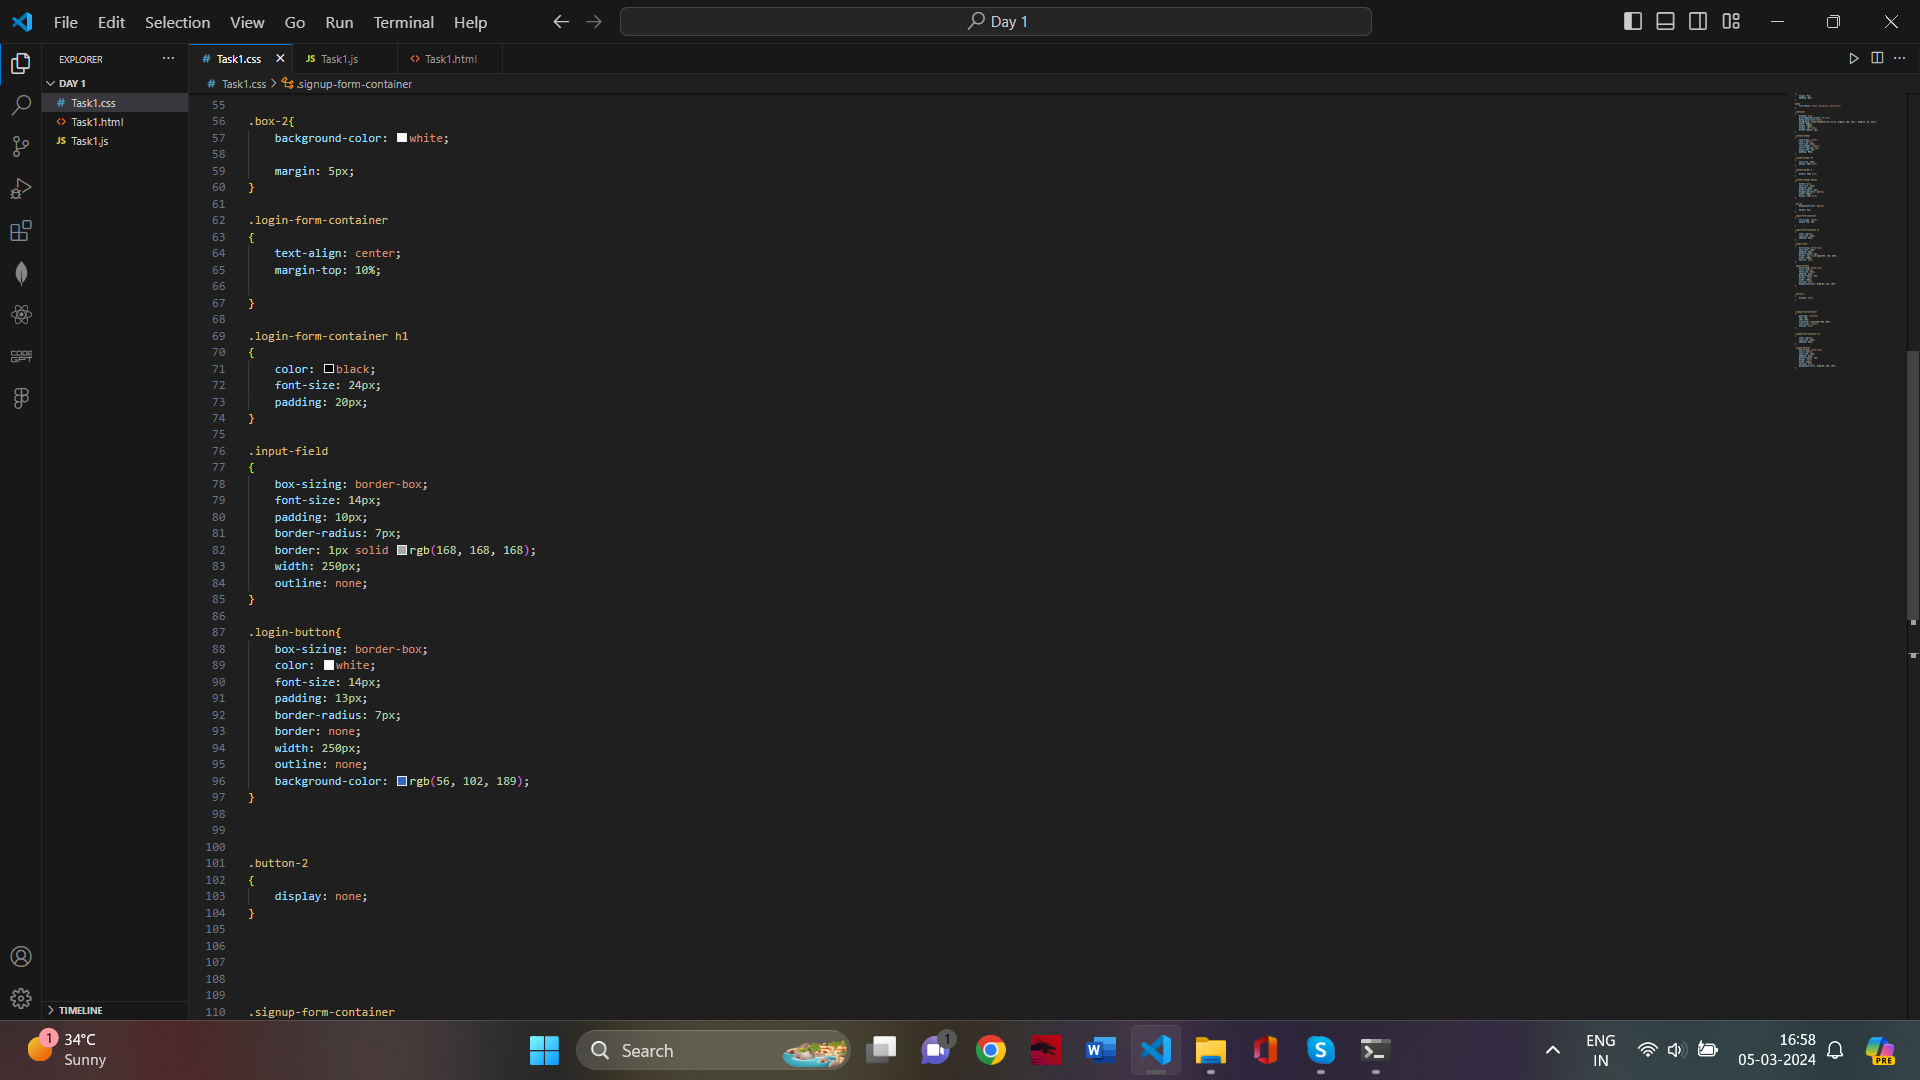 File Edit Selection View Go Run Terminal Help
Day 1
EXPLORER
DAY 1
# Task1.css
<> Task1.html
JS Task1.js
TIMELINE
# Task1.css
JS Task1.js
<> Task1.html
# Task1.css > .signup-form-container
55
56 .box-2{
57 background-color: white;
58
59 margin: 5px;
60 }
61
62 .login-form-container
63 {
64 text-align: center;
65 margin-top: 10%;
66
67 }
68
69 .login-form-container h1
70 {
71 color: black;
72 font-size: 24px;
73 padding: 20px;
74 }
75
76 .input-field
77 {
78 box-sizing: border-box;
79 font-size: 14px;
80 padding: 10px;
81 border-radius: 7px;
82 border: 1px solid rgb(168, 168, 168);
83 width: 250px;
84 outline: none;
85 }
86
87 .login-button{
88 box-sizing: border-box;
89 color: white;
90 font-size: 14px;
91 padding: 13px;
92 border-radius: 7px;
93 border: none;
94 width: 250px;
95 outline: none;
96 background-color: rgb(56, 102, 189);
97 }
98
99
100
101 .button-2
102 {
103 display: none;
104 }
105
106
107
108
109
110 .signup-form-container
1
34°C
Sunny
Search
1
ENG
IN
16:58
05-03-2024
PRE